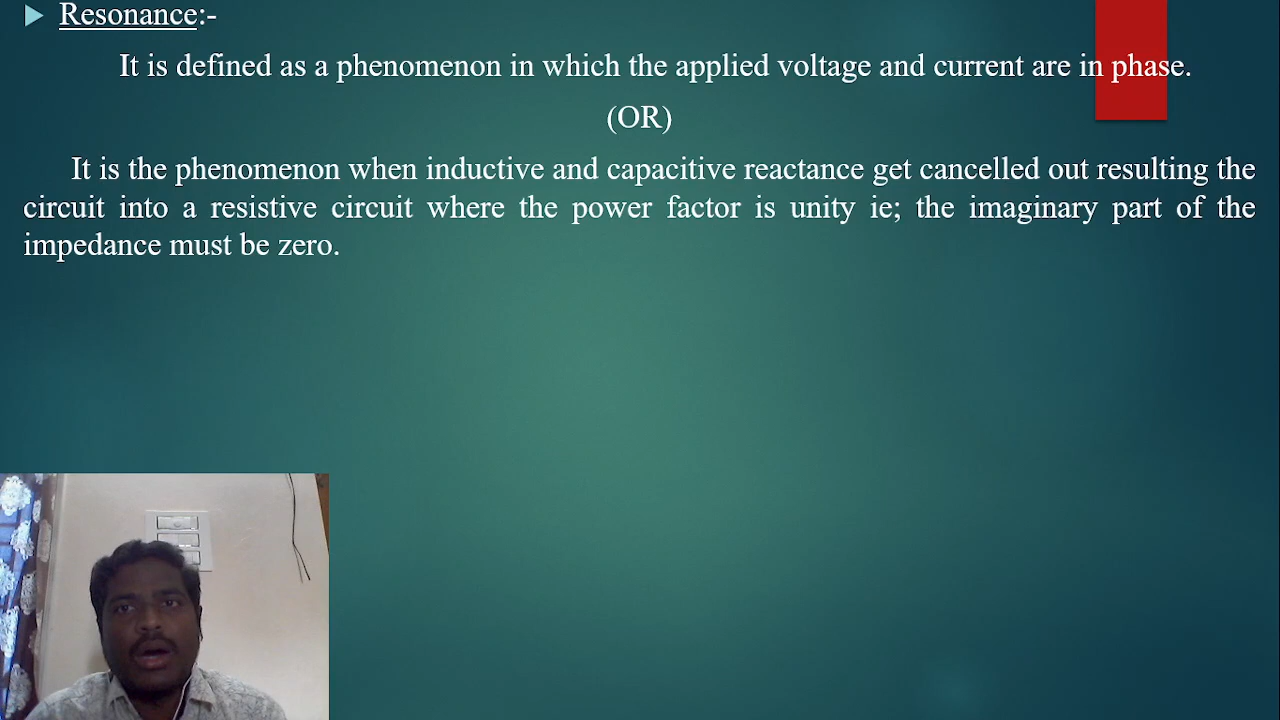 Resonance:-
It is defined as a phenomenon in which the applied voltage and current are in phase.
(OR)
It is the phenomenon when inductive and capacitive reactance get cancelled out resulting the
circuit into a resistive circuit where the power factor is unity ie; the imaginary part of the
impedance must be zero.